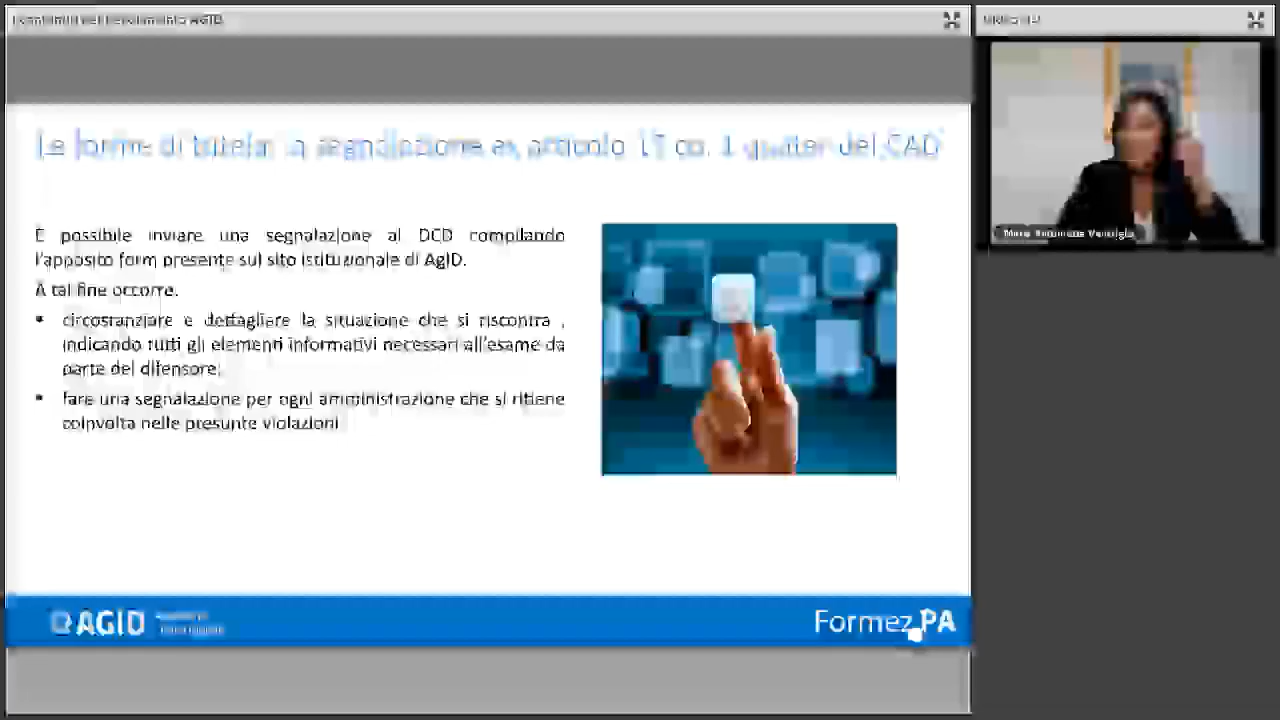 Le forme di tutela: la segnalazione ex articolo 17 co. 1 quater del CAD
È possibile inviare una segnalazione al DCD compilando
l'apposito form presente sul sito istituzionale di AgID.
A tal fine occorre:
• circostanziare e dettagliare la situazione che si riscontra ,
indicando tutti gli elementi informativi necessari all'esame da
parte del difensore;
• fare una segnalazione per ogni amministrazione che si ritiene
coinvolta nelle presunte violazioni
AGID
Formez PA